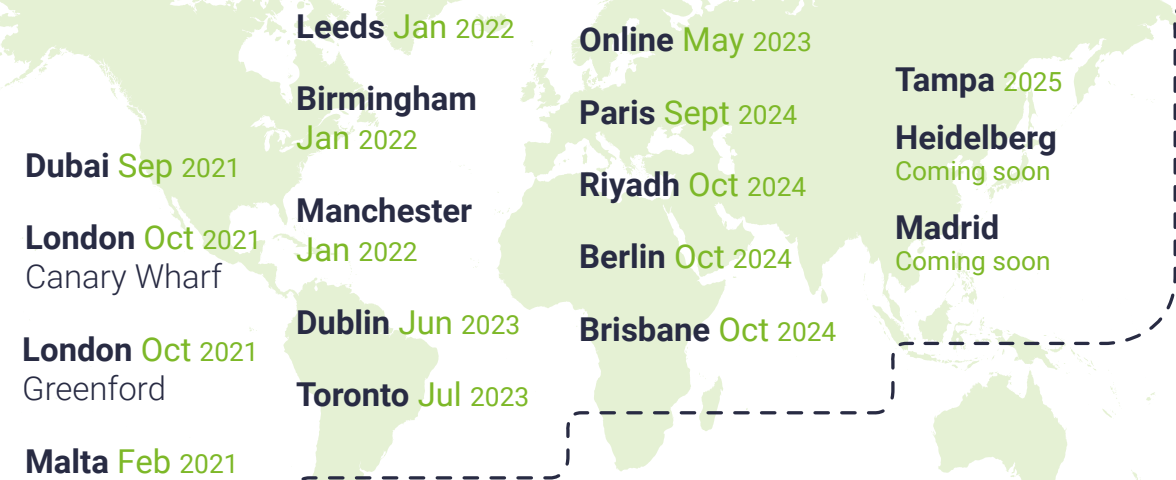 Dubai Sep 2021
London Oct 2021
Canary Wharf
London Oct 2021
Greenford
Malta Feb 2021
Leeds Jan 2022
Birmingham
Jan 2022
Manchester
Jan 2022
Dublin Jun 2023
Toronto Jul 2023
Online May 2023
Paris Sept 2024
Riyadh Oct 2024
Berlin Oct 2024
Brisbane Oct 2024
Tampa 2025
Heidelberg
Coming soon
Madrid
Coming soon